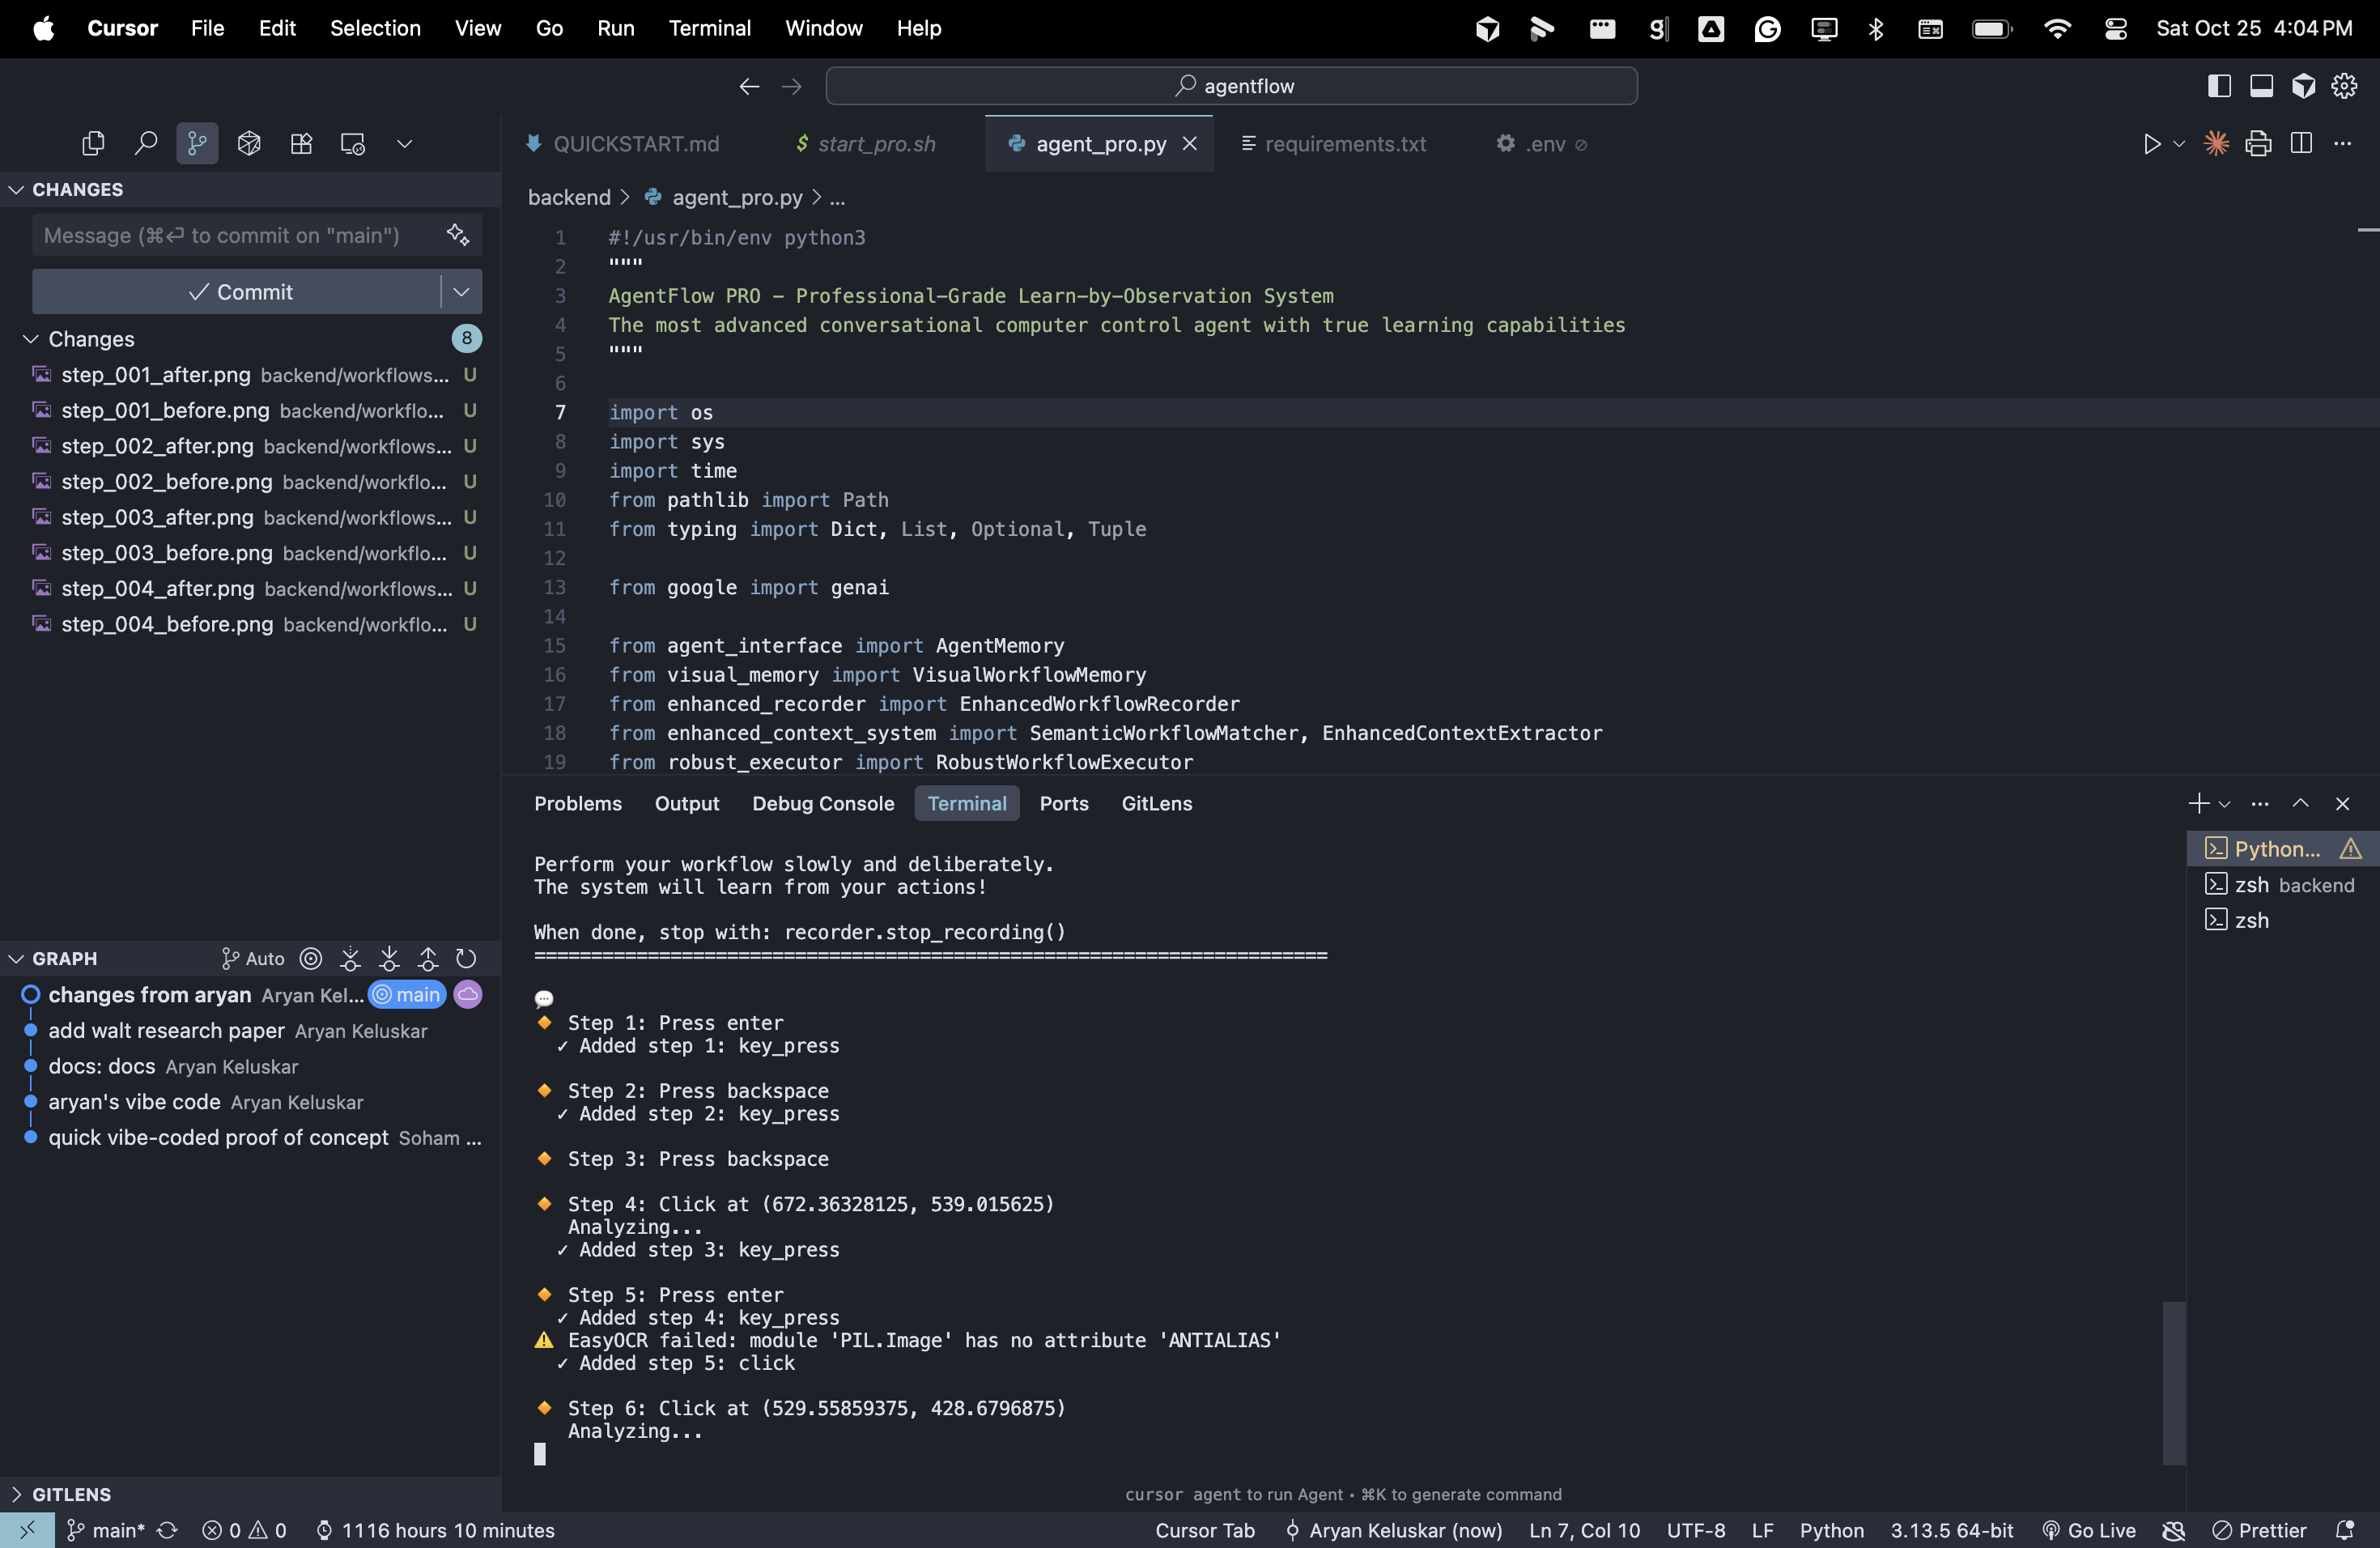 Cursor File Edit Selection View Go Run Terminal Window Help Sat Oct 25 4:04 PM
agentflow
QUICKSTART.md start_pro.sh agent_pro.py requirements.txt .env
CHANGES
Message (⌘⏎ to commit on "main")
Commit
Changes 8
step_001_after.png backend/workflows... U
step_001_before.png backend/workflo... U
step_002_after.png backend/workflows... U
step_002_before.png backend/workflo... U
step_003_after.png backend/workflows... U
step_003_before.png backend/workflo... U
step_004_after.png backend/workflows... U
step_004_before.png backend/workflo... U
GRAPH Auto
changes from aryan Aryan Kel... main
add walt research paper Aryan Keluskar
docs: docs Aryan Keluskar
aryan's vibe code Aryan Keluskar
quick vibe-coded proof of concept Soham ...
GITLENS
backend > agent_pro.py > ...
1 #!/usr/bin/env python3
2 """
3 AgentFlow PRO - Professional-Grade Learn-by-Observation System
4 The most advanced conversational computer control agent with true learning capabilities
5 """
6
7 import os
8 import sys
9 import time
10 from pathlib import Path
11 from typing import Dict, List, Optional, Tuple
12
13 from google import genai
14
15 from agent_interface import AgentMemory
16 from visual_memory import VisualWorkflowMemory
17 from enhanced_recorder import EnhancedWorkflowRecorder
18 from enhanced_context_system import SemanticWorkflowMatcher, EnhancedContextExtractor
19 from robust_executor import RobustWorkflowExecutor
Problems Output Debug Console Terminal Ports GitLens
Perform your workflow slowly and deliberately.
The system will learn from your actions!
When done, stop with: recorder.stop_recording()
======================================================================
💬
🔸 Step 1: Press enter
✓ Added step 1: key_press
🔸 Step 2: Press backspace
✓ Added step 2: key_press
🔸 Step 3: Press backspace
🔸 Step 4: Click at (672.36328125, 539.015625)
Analyzing...
✓ Added step 3: key_press
🔸 Step 5: Press enter
✓ Added step 4: key_press
⚠️ EasyOCR failed: module 'PIL.Image' has no attribute 'ANTIALIAS'
✓ Added step 5: click
🔸 Step 6: Click at (529.55859375, 428.6796875)
Analyzing...
Python...
zsh backend
zsh
cursor agent to run Agent • ⌘K to generate command
main* 0 0 1116 hours 10 minutes Cursor Tab Aryan Keluskar (now) Ln 7, Col 10 UTF-8 LF Python 3.13.5 64-bit Go Live Prettier